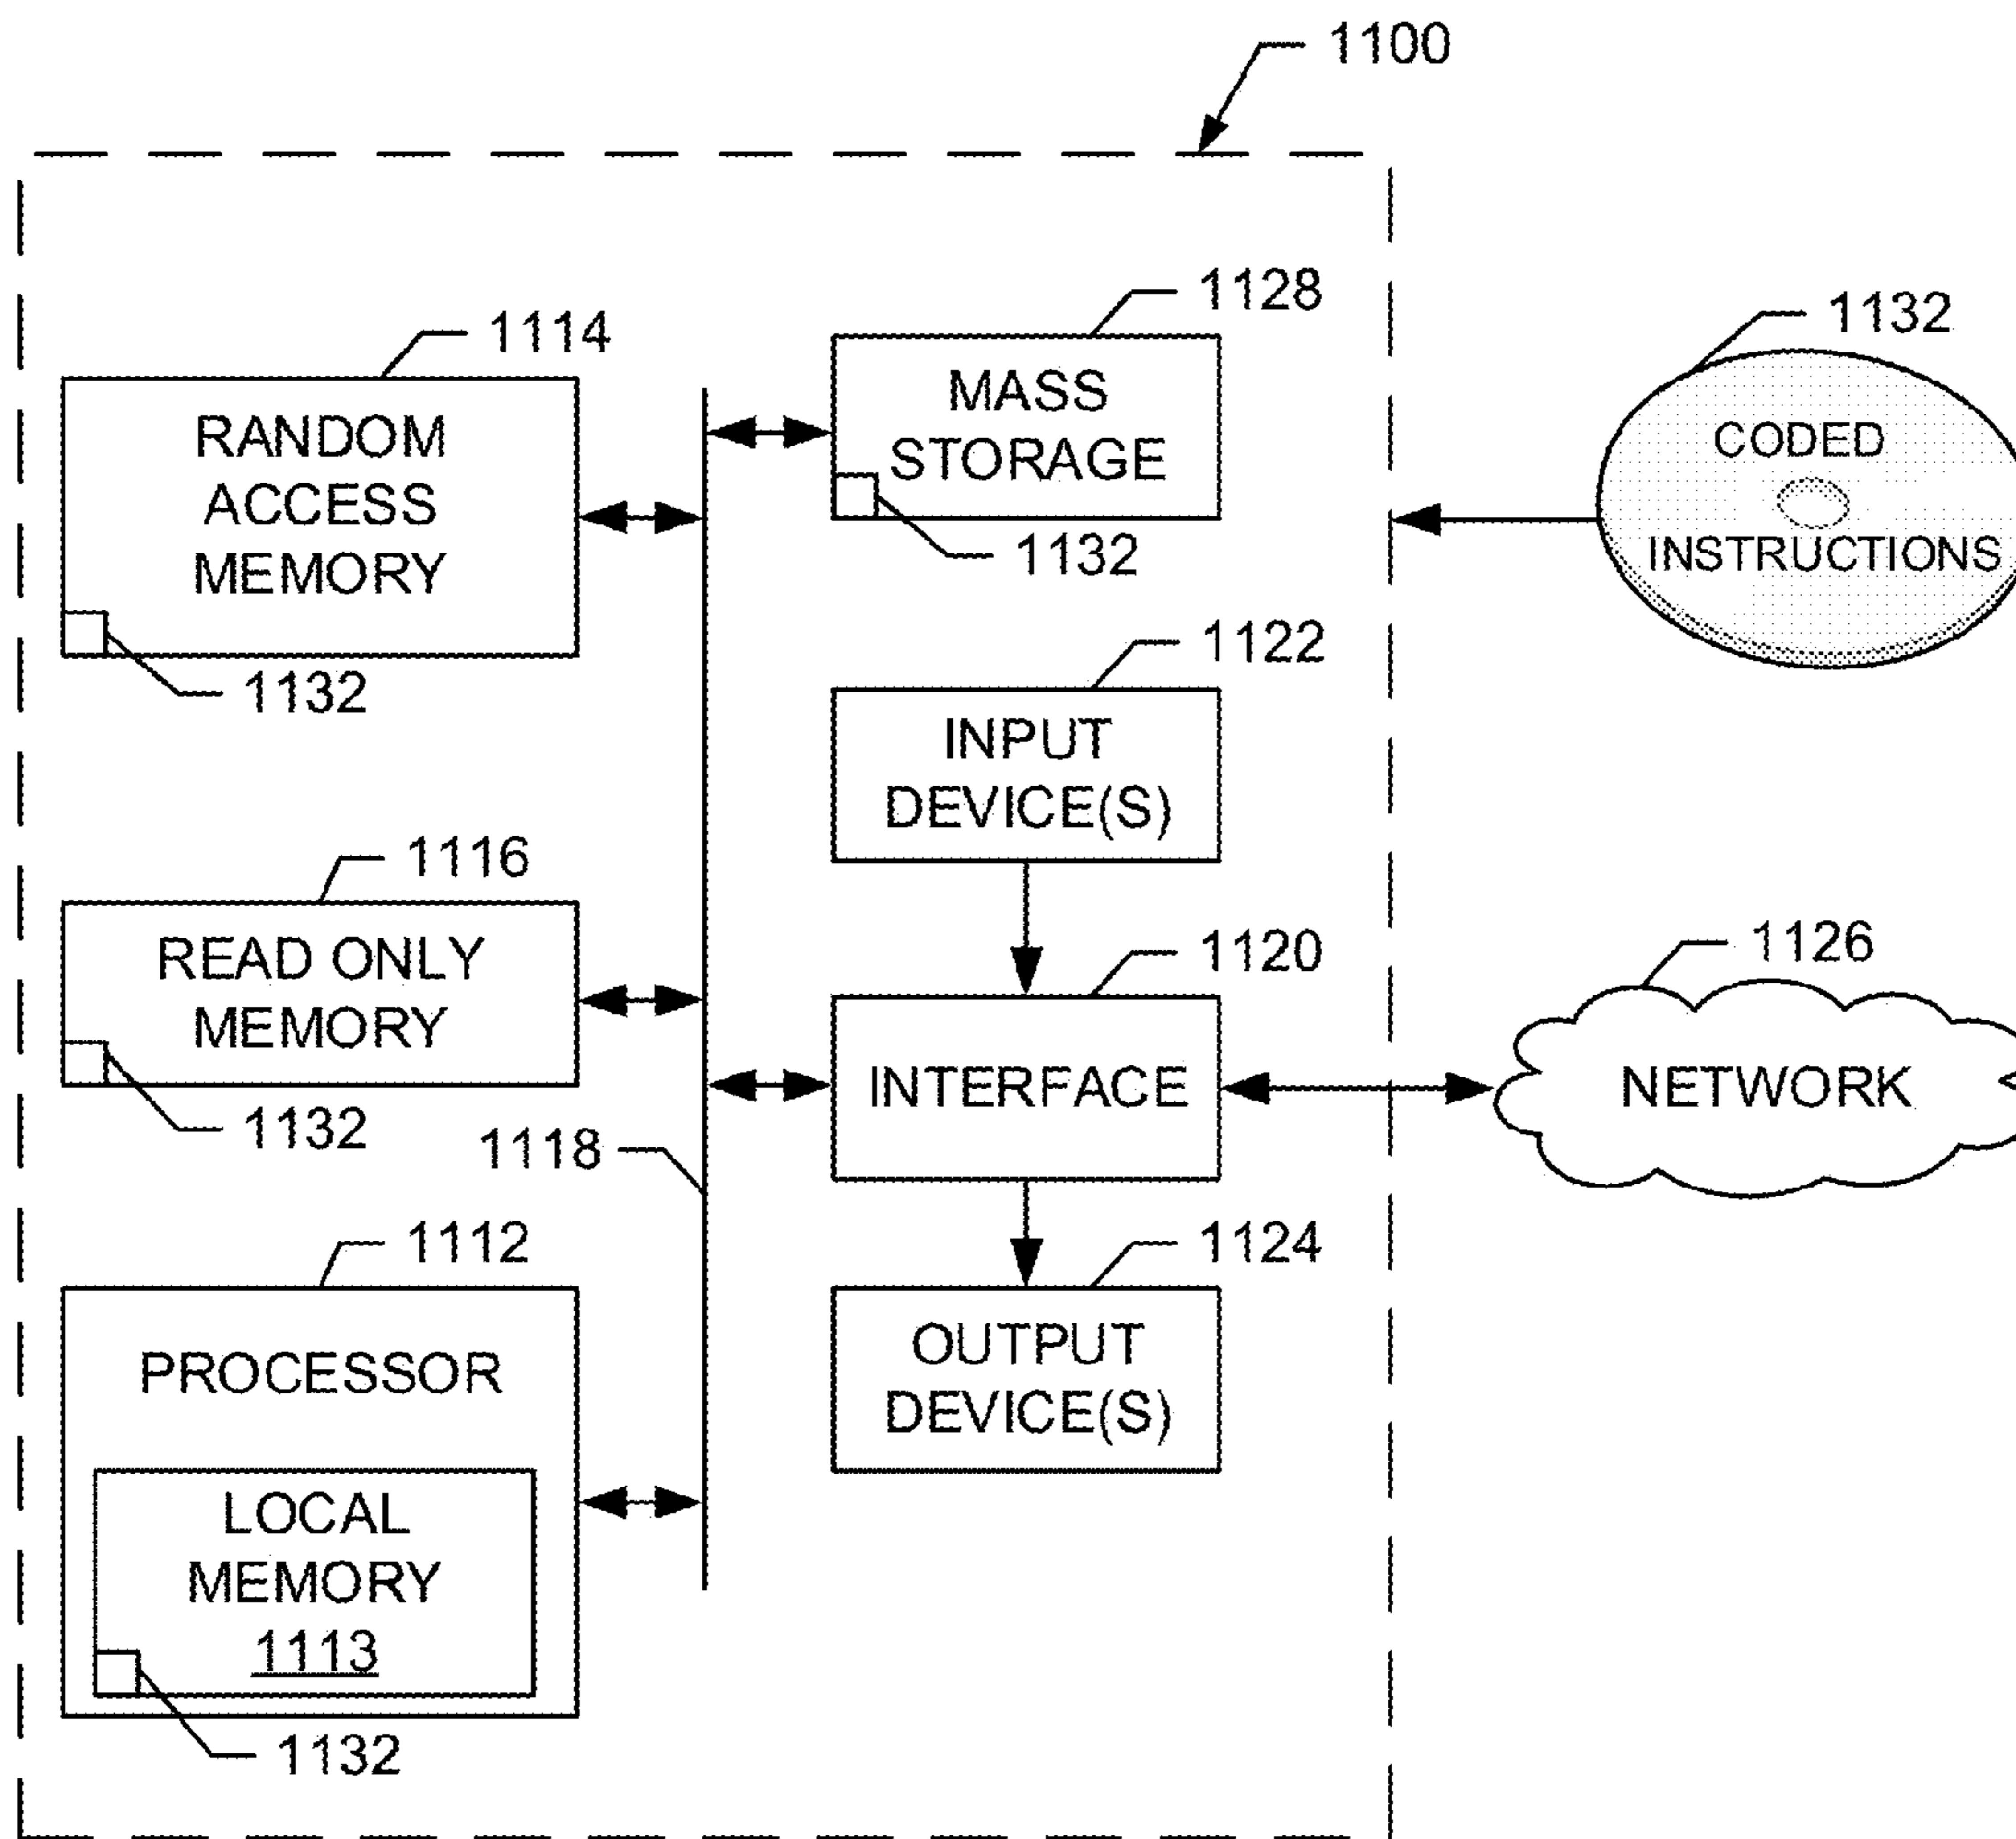 1100
1128
1132
1114
MASS
STORAGE
RANDOM
ACCESS
MEMORY
CODED
INSTRUCTIONS
1132
1132
1122
INPUT
DEVICE(S)
1116
READ ONLY
MEMORY
1120
1126
INTERFACE
NETWORK
1132
1118
1112
1124
PROCESSOR
OUTPUT
DEVICE(S)
LOCAL
MEMORY
1113
1132